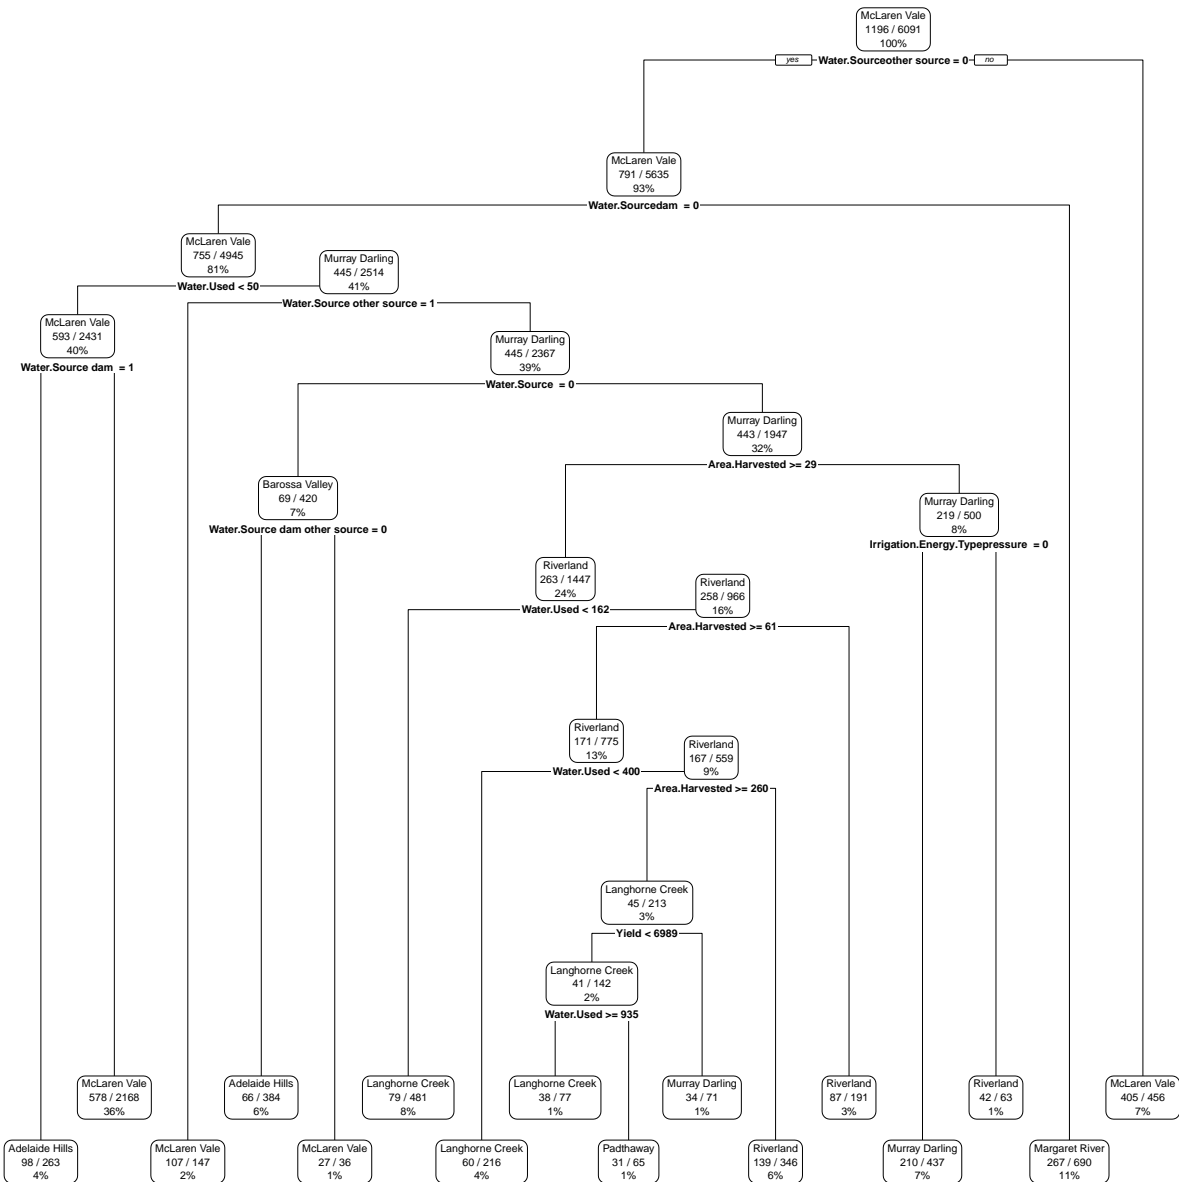 McLaren Vale
1196 / 6091
100%
yes
Water.Sourceother source = 0
no
McLaren Vale
791 / 5635
93%
Water.Sourcedam  = 0
McLaren Vale
755 / 4945
81%
Water.Used < 50
Murray Darling
445 / 2514
41%
Water.Source other source = 1
McLaren Vale
593 / 2431
40%
Water.Source dam  = 1
Murray Darling
445 / 2367
39%
Water.Source  = 0
Murray Darling
443 / 1947
32%
Area.Harvested >= 29
Barossa Valley
69 / 420
7%
Water.Source dam other source = 0
Murray Darling
219 / 500
8%
Irrigation.Energy.Typepressure  = 0
Riverland
263 / 1447
24%
Water.Used < 162
Riverland
258 / 966
16%
Area.Harvested >= 61
Riverland
171 / 775
13%
Water.Used < 400
Riverland
167 / 559
9%
Area.Harvested >= 260
Langhorne Creek
45 / 213
3%
Yield < 6989
Langhorne Creek
41 / 142
2%
Water.Used >= 935
McLaren Vale
578 / 2168
36%
Adelaide Hills
66 / 384
6%
Langhorne Creek
79 / 481
8%
Langhorne Creek
38 / 77
1%
Murray Darling
34 / 71
1%
Riverland
87 / 191
3%
Riverland
42 / 63
1%
McLaren Vale
405 / 456
7%
Adelaide Hills
98 / 263
4%
McLaren Vale
107 / 147
2%
McLaren Vale
27 / 36
1%
Langhorne Creek
60 / 216
4%
Padthaway
31 / 65
1%
Riverland
139 / 346
6%
Murray Darling
210 / 437
7%
Margaret River
267 / 690
11%